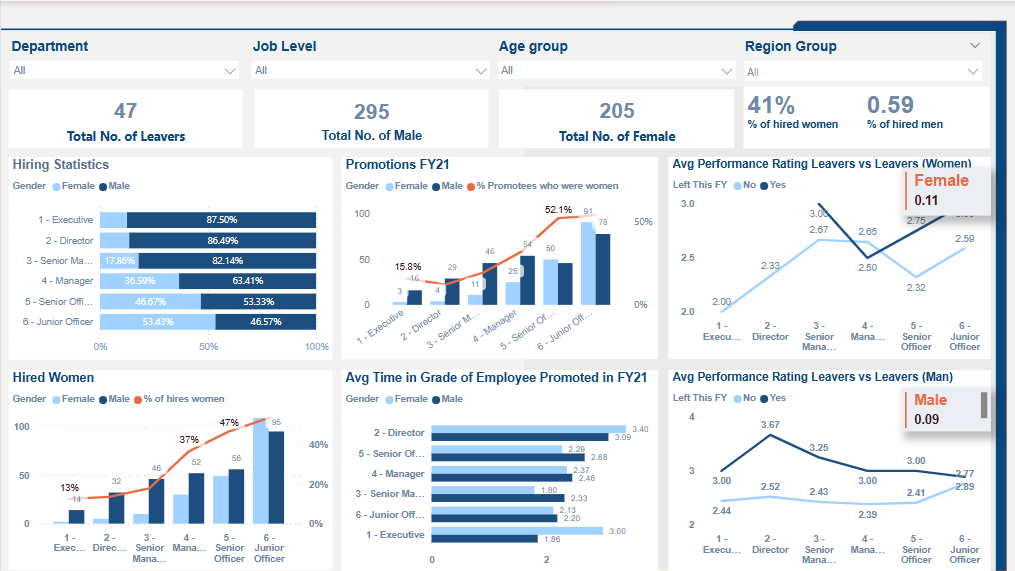 Department
Job Level
Age group
Region Group
All
All
All
All
47
Total No. of Leavers
295
Total No. of Male
205
Total No. of Female
41%
% of hired women
0.59
% of hired men
Hiring Statistics
Gender Female Male
1 - Executive 87.50%
2 - Director 86.49%
3 - Senior Ma... 17.86% 82.14%
4 - Manager 36.59% 63.41%
5 - Senior Offi... 46.67% 53.33%
6 - Junior Officer 53.43% 46.57%
0% 50% 100%
Promotions FY21
Gender Female Male % Promotees who were women
100
50
0
50%
0%
15.8%
52.1%
3 16
4 29
11 46
25 54
50
91 78
1 - Executive
2 - Director
3 - Senior M...
4 - Manager
5 - Senior Of...
6 - Junior Off...
Avg Performance Rating Leavers vs Leavers (Women)
Left This FY No Yes
Female
0.11
3.0
2.5
2.0
3.00
2.67
2.65
2.75
2.59
2.33
2.50
2.32
2.00
1 -
Execu...
2 -
Director
3 -
Senior
Mana...
4 -
Mana...
5 -
Senior
Officer
6 -
Junior
Officer
Hired Women
Gender Female Male % of hires women
100
50
0
40%
20%
0%
13%
37%
47%
14
32
46
52
56
95
1 -
Exec...
2 -
Direc...
3 -
Senior
Mana...
4 -
Mana...
5 -
Senior
Officer
6 -
Junior
Officer
Avg Time in Grade of Employee Promoted in FY21
Gender Female Male
2 - Director 3.40 3.09
5 - Senior Of... 2.29 2.68
4 - Manager 2.37 2.46
3 - Senior Ma... 1.80 2.33
6 - Junior Off... 2.13 2.20
1 - Executive 3.00 1.86
0 2
Avg Performance Rating Leavers vs Leavers (Man)
Left This FY No Yes
Male
0.09
4
3
2
3.67
3.25
3.00
3.00
3.00
2.77
2.89
2.44
2.52
2.43
2.39
2.41
1 -
Execu...
2 -
Director
3 -
Senior
Mana...
4 -
Mana...
5 -
Senior
Officer
6 -
Junior
Officer